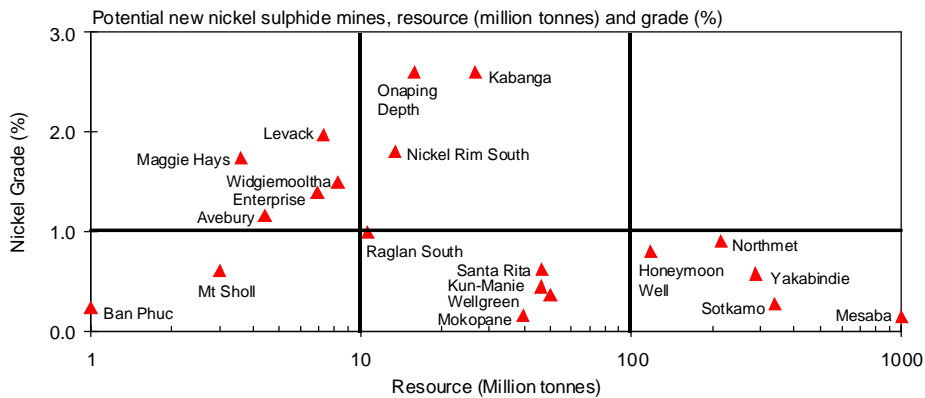 Potential new nickel sulphide mines, resource (million tonnes) and grade (%)
3.0
2.0
1.0
0.0
Nickel Grade (%)
Onaping
Depth
Kabanga
Levack
Maggie Hays
Nickel Rim South
Widgiemooltha
Enterprise
Avebury
Raglan South
Northmet
Honeymoon
Well
Yakabindie
Santa Rita
Kun-Manie
Wellgreen
Mokopane
Mt Sholl
Ban Phuc
Sotkamo
Mesaba
1
10
100
1000
Resource (Million tonnes)